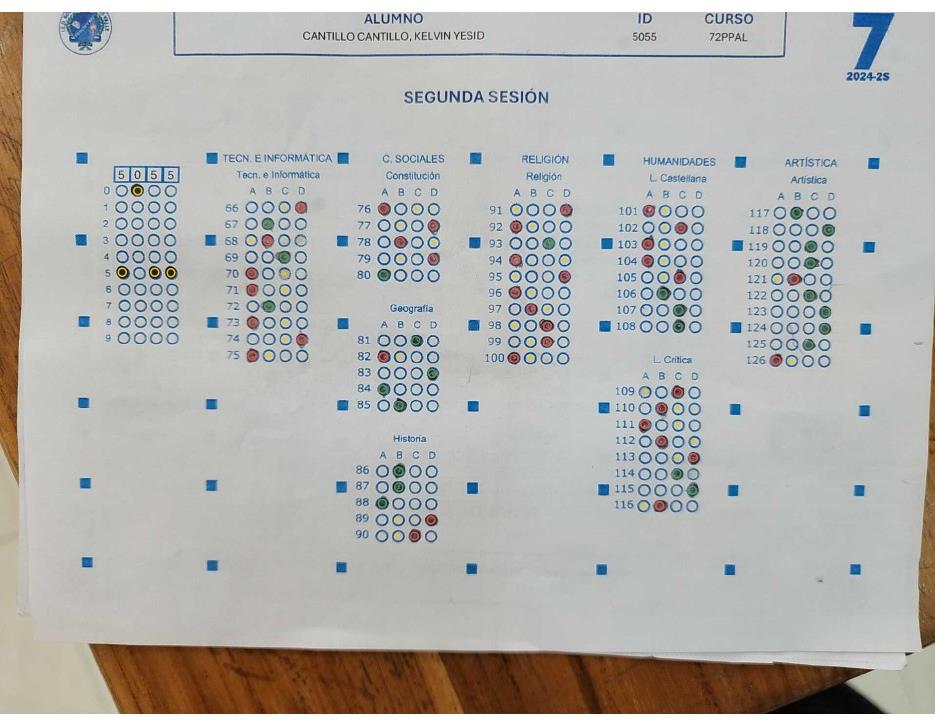 ALUMNO ID CURSO
CANTILLO CANTILLO, KELVIN YESID 5055 72PPAL
7
2024-2S
SEGUNDA SESIÓN
5 0 5 5
0
1
2
3
4
5
6
7
8
9
TECN. E INFORMÁTICA
Tecn. e Informática
A B C D
66
67
68
69
70
71
72
73
74
75
C. SOCIALES
Constitución
A B C D
76
77
78
79
80
Geografía
A B C D
81
82
83
84
85
Historia
A B C D
86
87
88
89
90
RELIGIÓN
Religión
A B C D
91
92
93
94
95
96
97
98
99
100
HUMANIDADES
L. Castellana
A B C D
101
102
103
104
105
106
107
108
L. Crítica
A B C D
109
110
111
112
113
114
115
116
ARTÍSTICA
Artística
A B C D
117
118
119
120
121
122
123
124
125
126